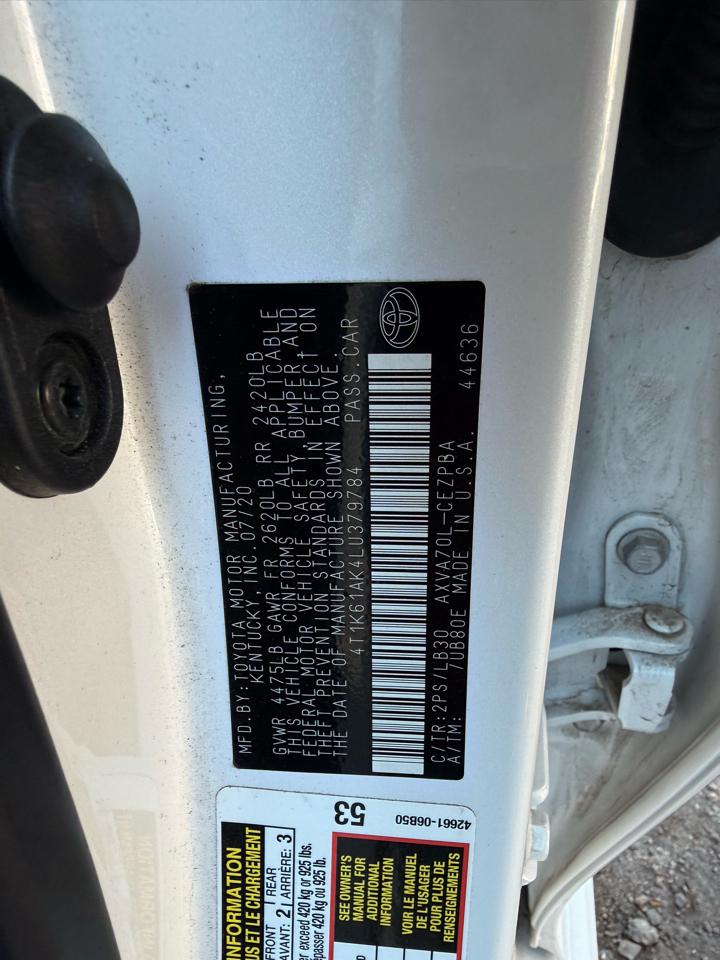 MFD.BY:TOYOTA MOTOR MANUFACTURING,
KENTUCKY, INC. 07/20
GVWR 4475LB GAWR FR 2620LB RR 2420LB
THIS VEHICLE CONFORMS TO ALL APPLICABLE
FEDERAL MOTOR VEHICLE SAFETY, BUMPER, AND
THEFT PREVENTION STANDARDS IN EFFECT ON
THE DATE OF MANUFACTURE SHOWN ABOVE.
4T1K61AK4LU379784 PASS.CAR
C/TR:2PS/LB30 AXVA70L-CEZPBA
A/TM: /UB80E MADE IN U.S.A. 44636
53
42661-06B50
INFORMATION
US ET LE CHARGEMENT
FRONT
AVANT: 2
REAR
ARRIÈRE: 3
er exceed 420 kg or 925 lbs.
épasser 420 kg ou 925 lb.
SEE OWNER'S
MANUAL FOR
ADDITIONAL
INFORMATION
VOIR LE MANUEL
DE L'USAGER
POUR PLUS DE
RENSEIGNEMENTS